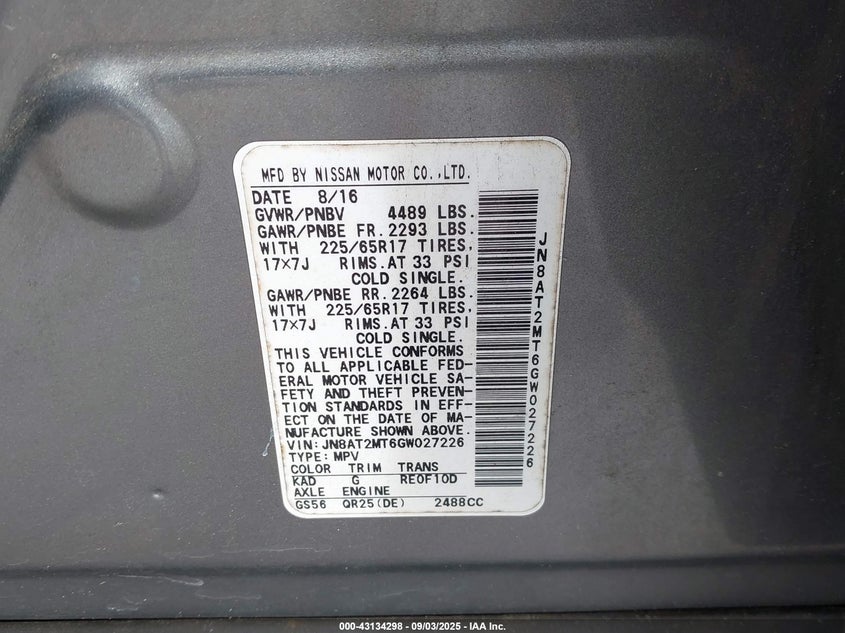 MFD BY NISSAN MOTOR CO.,LTD.
DATE 8/16
GVWR/PNBV 4489 LBS.
GAWR/PNBE FR. 2293 LBS.
WITH 225/65R17 TIRES,
17×7J RIMS.AT 33 PSI
COLD SINGLE.
GAWR/PNBE RR. 2264 LBS.
WITH 225/65R17 TIRES,
17×7J RIMS.AT 33 PSI
COLD SINGLE.
THIS VEHICLE CONFORMS
TO ALL APPLICABLE FED-
ERAL MOTOR VEHICLE SA-
FETY AND THEFT PREVEN-
TION STANDARDS IN EFF-
ECT ON THE DATE OF MA-
NUFACTURE SHOWN ABOVE.
VIN:JN8AT2MT6GW027226
TYPE:MPV
COLOR TRIM TRANS
KAD G RE0F10D
AXLE ENGINE
GS56 QR25(DE) 2488CC
JN8AT2MT6GW027226
000-43134298 - 09/03/2025 - IAA Inc.